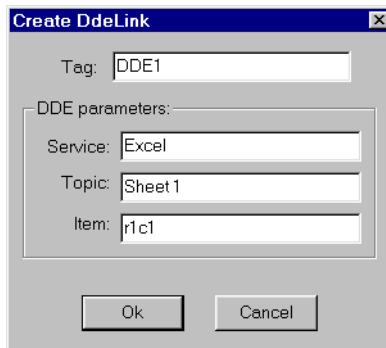 Create DdeLink
Tag: DDE1
DDE parameters:
Service: Excel
Topic: Sheet1
Item: r1c1
Ok Cancel